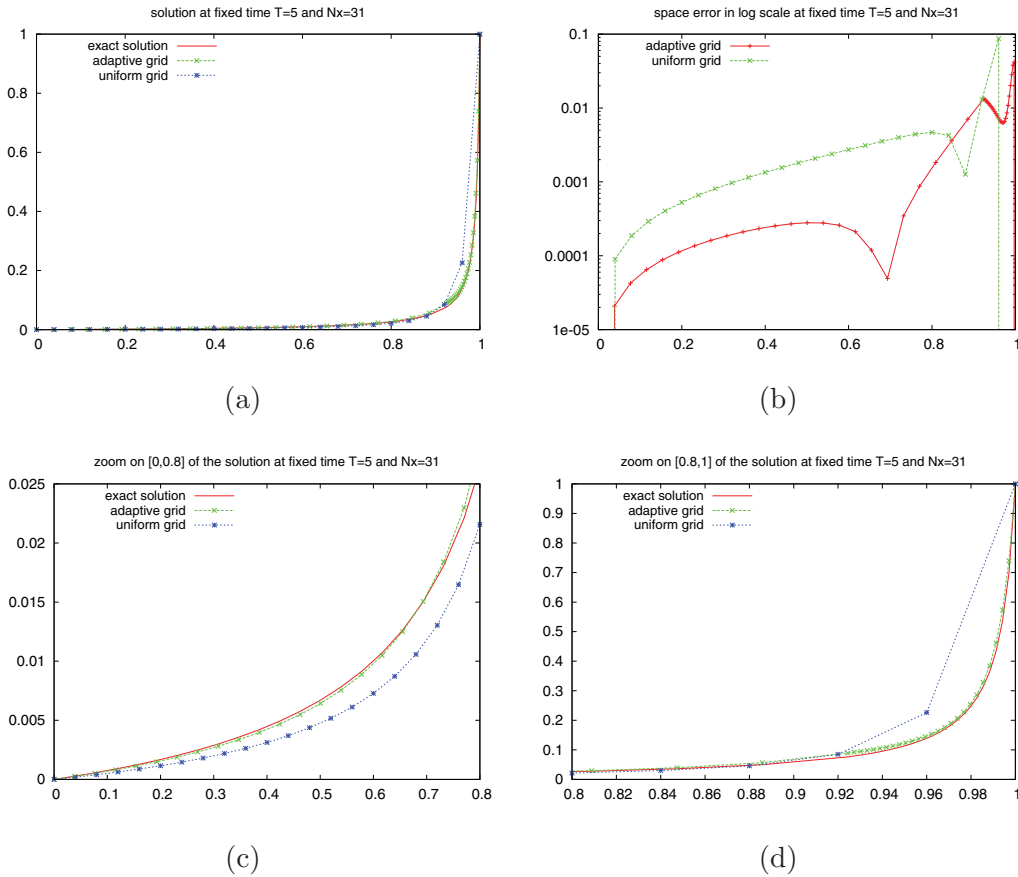 solution at fixed time T=5 and Nx=31
exact solution
adaptive grid
uniform grid
1
0.8
0.6
0.4
0.2
0
0 0.2 0.4 0.6 0.8 1
(a)
space error in log scale at fixed time T=5 and Nx=31
adaptive grid
uniform grid
0.1
0.01
0.001
0.0001
1e-05
0 0.2 0.4 0.6 0.8 1
(b)
zoom on [0,0.8] of the solution at fixed time T=5 and Nx=31
exact solution
adaptive grid
uniform grid
0.025
0.02
0.015
0.01
0.005
0
0 0.1 0.2 0.3 0.4 0.5 0.6 0.7 0.8
(c)
zoom on [0.8,1] of the solution at fixed time T=5 and Nx=31
exact solution
adaptive grid
uniform grid
1
0.9
0.8
0.7
0.6
0.5
0.4
0.3
0.2
0.1
0
0.8 0.82 0.84 0.86 0.88 0.9 0.92 0.94 0.96 0.98 1
(d)